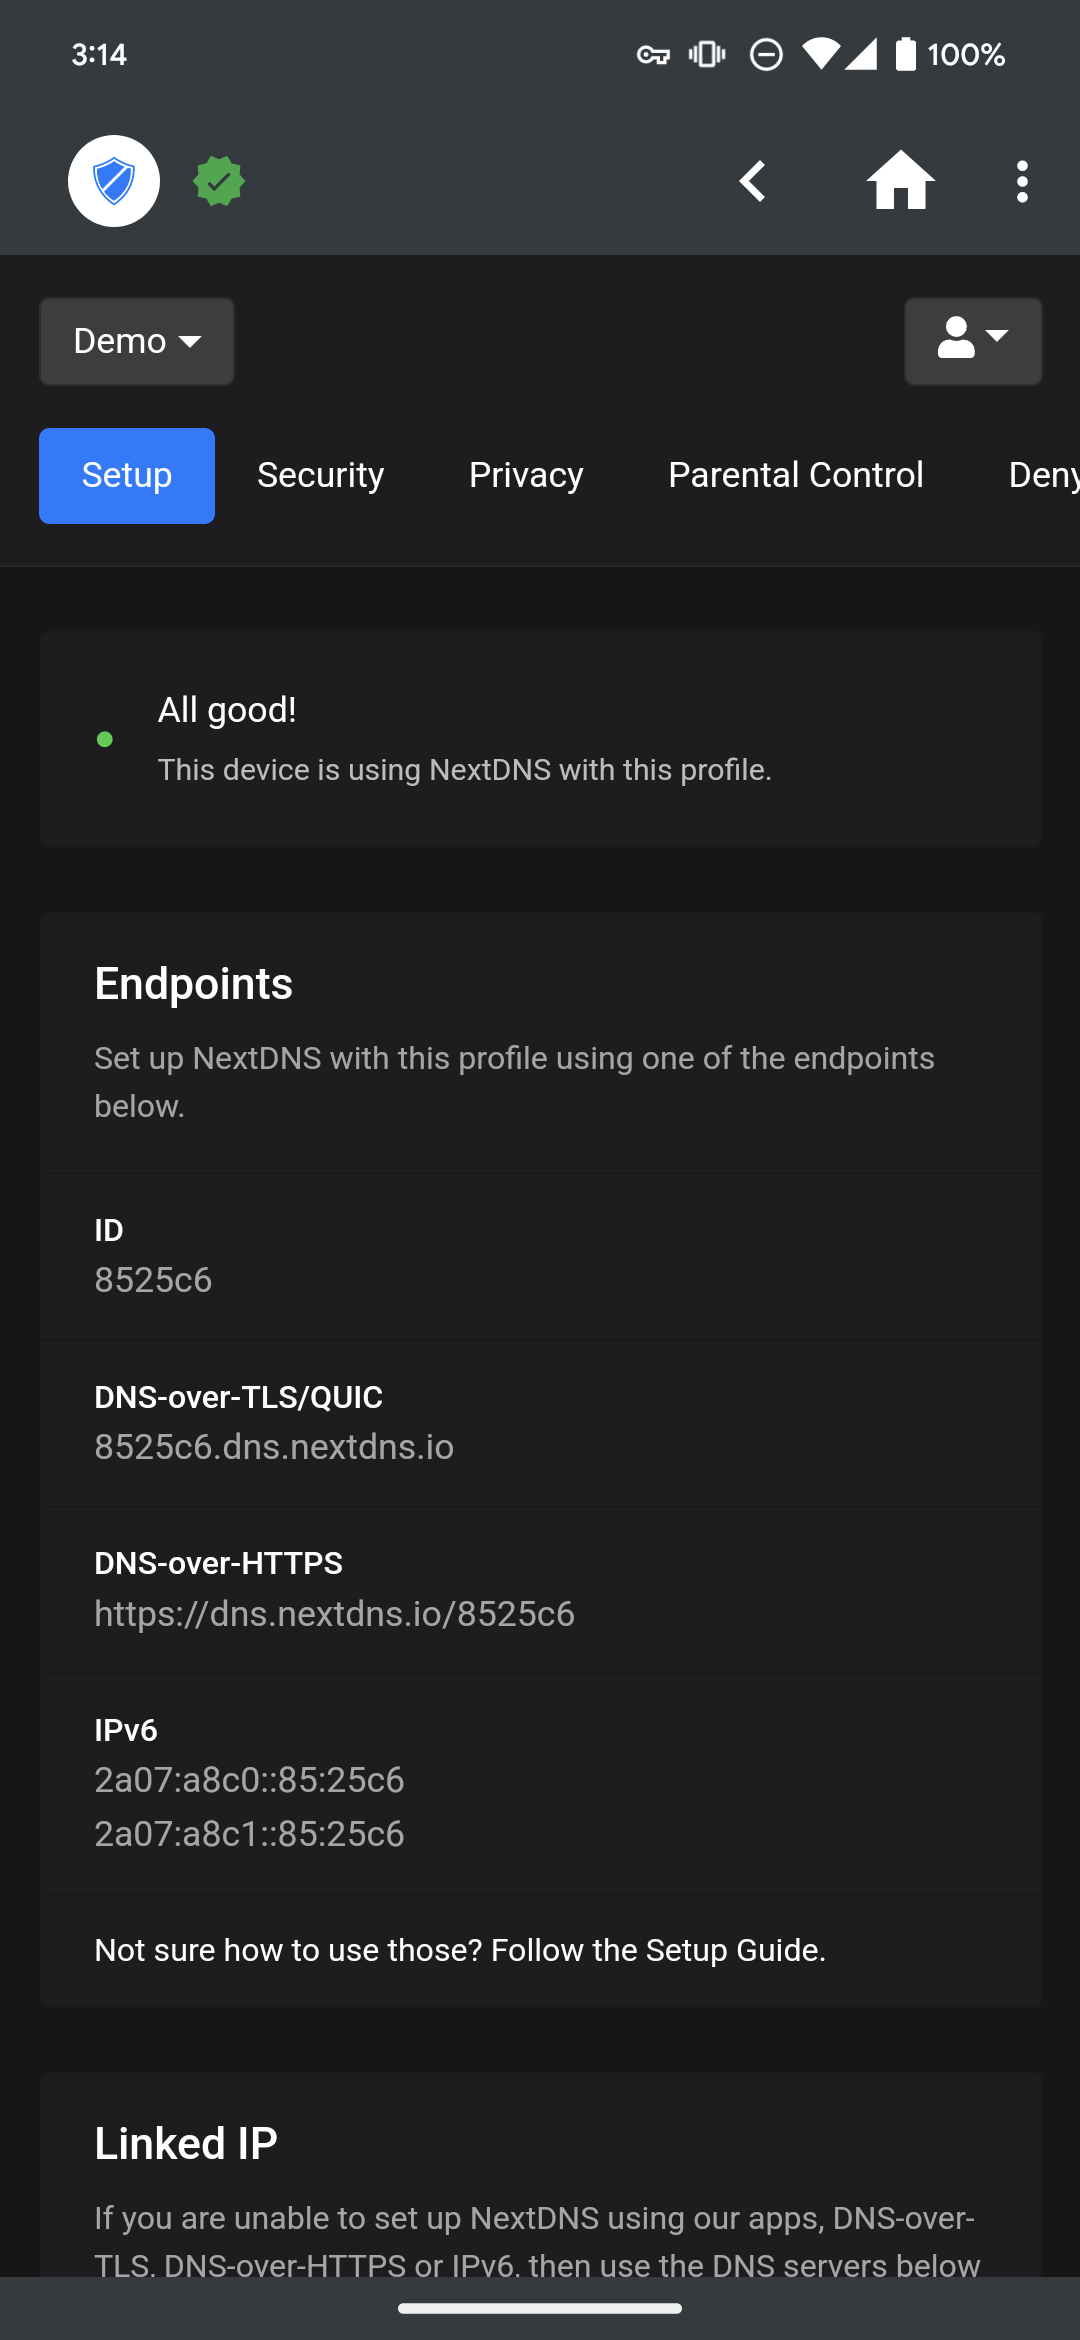 3:14
100%
Demo
Setup Security Privacy Parental Control Deny
All good!
This device is using NextDNS with this profile.
Endpoints
Set up NextDNS with this profile using one of the endpoints
below.
ID
8525c6
DNS-over-TLS/QUIC
8525c6.dns.nextdns.io
DNS-over-HTTPS
https://dns.nextdns.io/8525c6
IPv6
2a07:a8c0::85:25c6
2a07:a8c1::85:25c6
Not sure how to use those? Follow the Setup Guide.
Linked IP
If you are unable to set up NextDNS using our apps, DNS-over-
TLS, DNS-over-HTTPS or IPv6, then use the DNS servers below